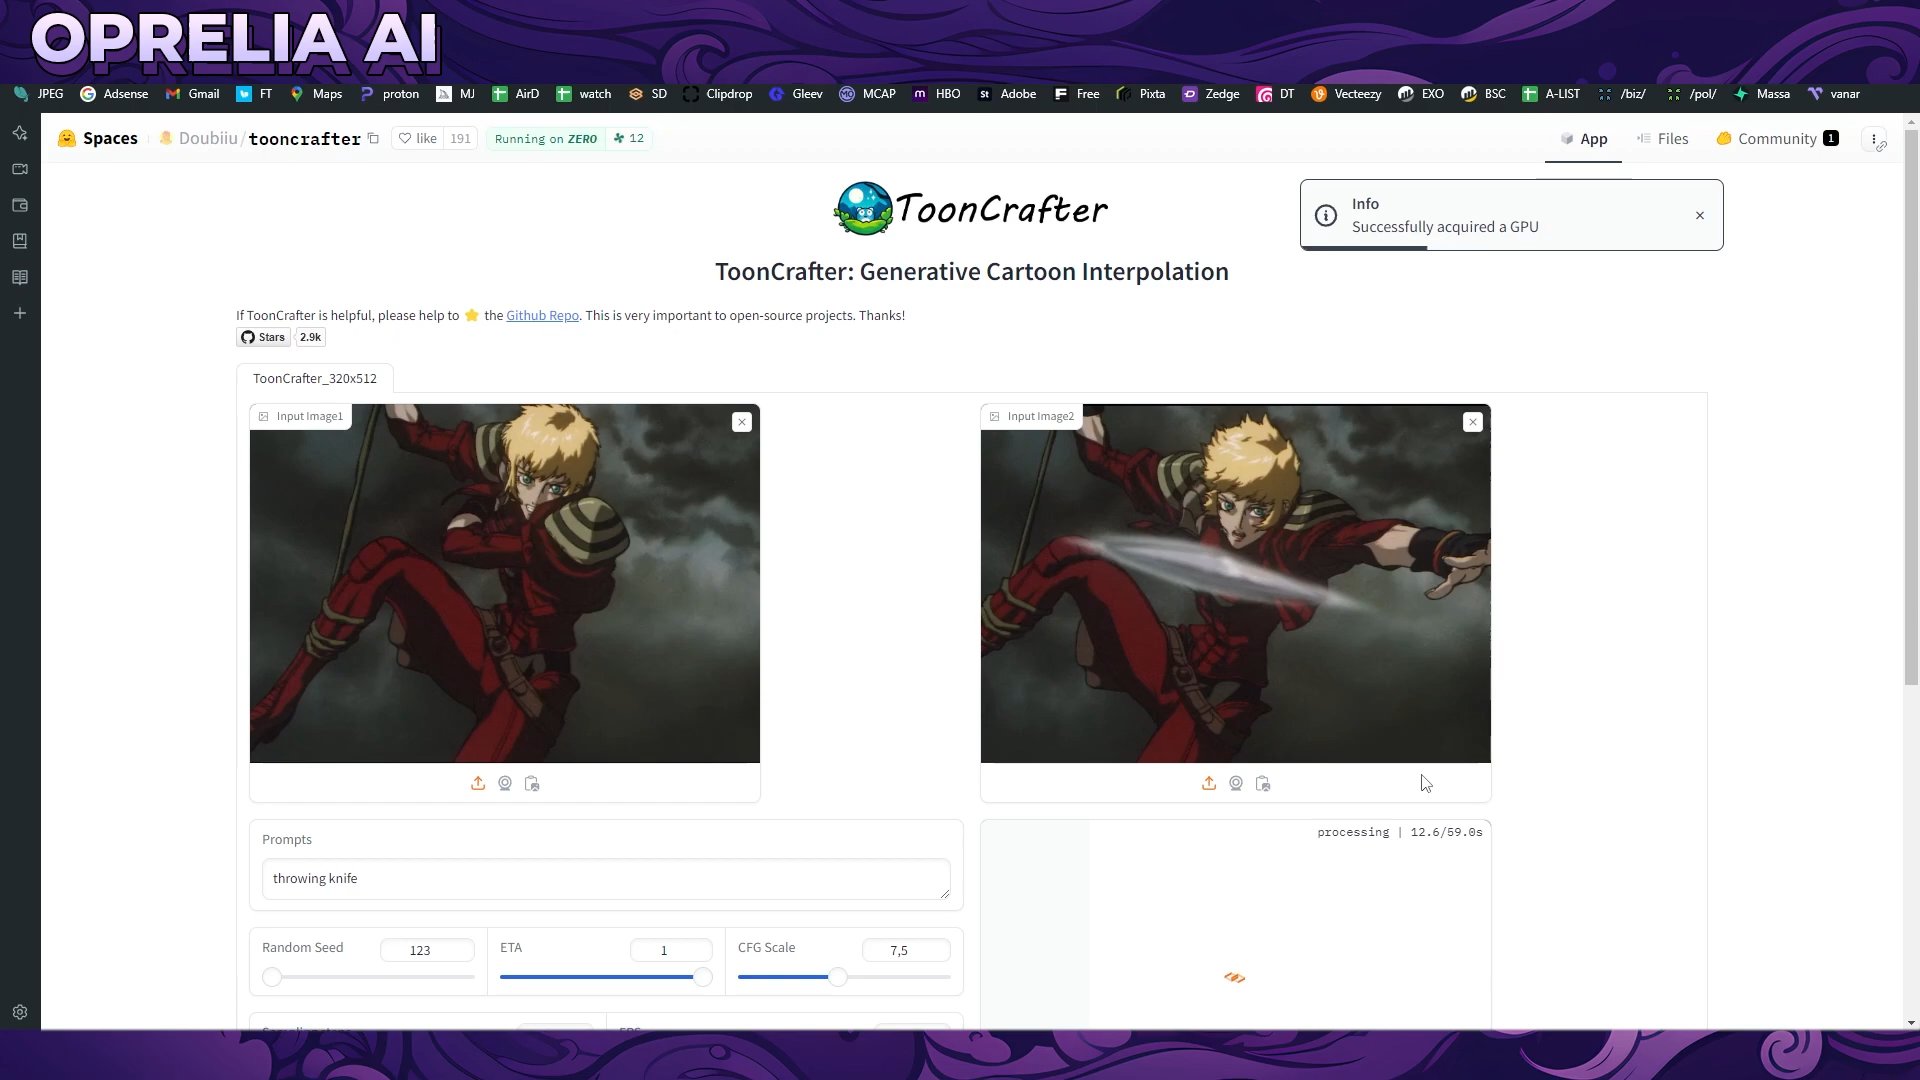 OPRELIA AI
JPEG Adsense Gmail FT Maps proton MJ AirD watch SD Clipdrop Gleev MCAP HBO Adobe Free Pixta Zedge DT Vecteezy EXO BSC A-LIST /biz/ /pol/ Massa vanar
Spaces Doubiiu/tooncrafter like 191 Running on ZERO 12 App Files Community 1
ToonCrafter
Info
Successfully acquired a GPU
ToonCrafter: Generative Cartoon Interpolation
If ToonCrafter is helpful, please help to ⭐ the Github Repo. This is very important to open-source projects. Thanks!
Stars 2.9k
ToonCrafter_320x512
Input Image1
Input Image2
processing | 12.6/59.0s
Prompts
throwing knife
Random Seed 123 ETA 1 CFG Scale 7,5